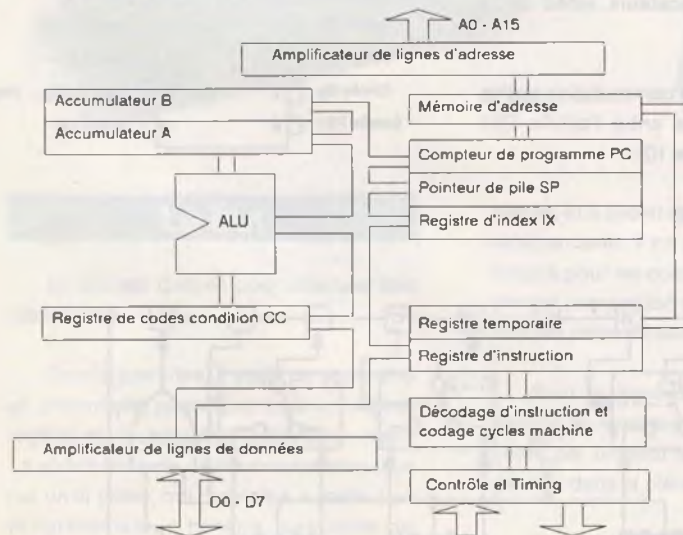 A0 - A15
Amplificateur de lignes d'adresse
Accumulateur B
Accumulateur A
ALU
Registre de codes condition CC
Amplificateur de lignes de données
D0 - D7
Mémoire d'adresse
Compteur de programme PC
Pointeur de pile SP
Registre d'index IX
Registre temporaire
Registre d'instruction
Décodage d'instruction et
codage cycles machine
Contrôle et Timing